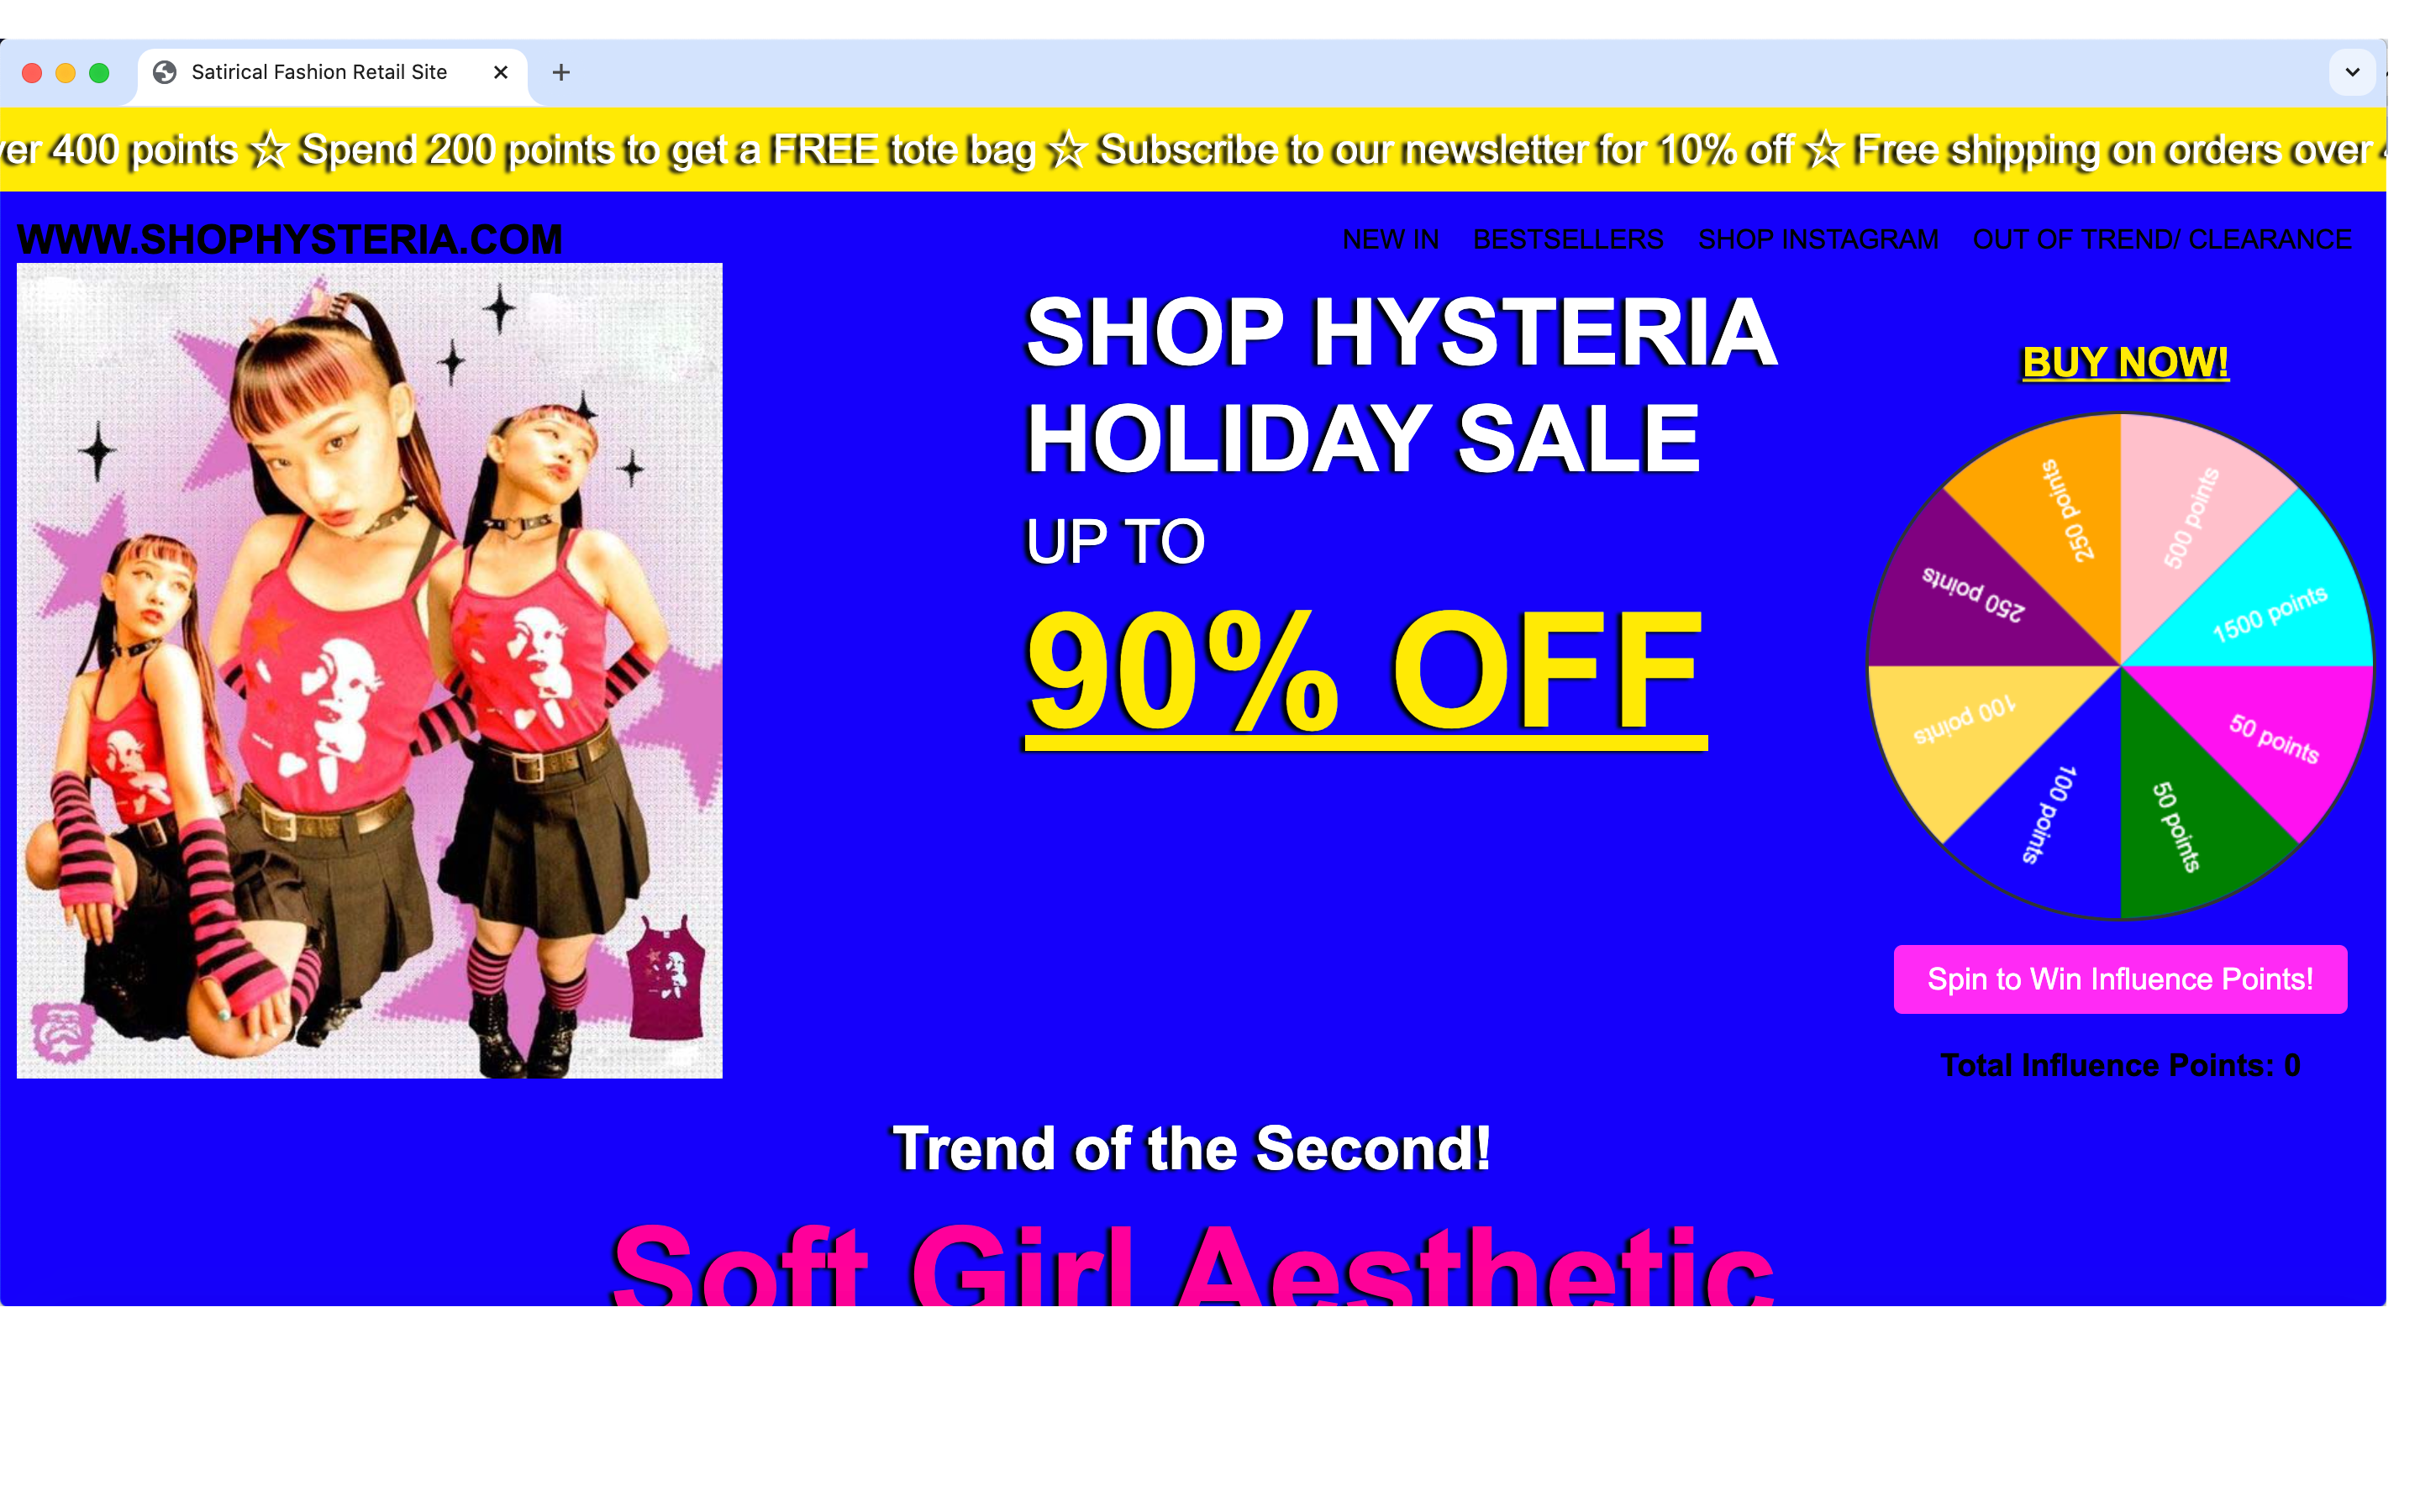 Satirical Fashion Retail Site
400 points ☆ Spend 200 points to get a FREE tote bag ☆ Subscribe to our newsletter for 10% off ☆ Free shipping on orders over
WWW.SHOPHYSTERIA.COM
NEW IN BESTSELLERS SHOP INSTAGRAM OUT OF TREND/ CLEARANCE
SHOP HYSTERIA
HOLIDAY SALE
UP TO
90% OFF
BUY NOW!
250 points
500 points
250 points
1500 points
100 points
50 points
100 points
50 points
Spin to Win Influence Points!
Total Influence Points: 0
Trend of the Second!
Soft Girl Aesthetic